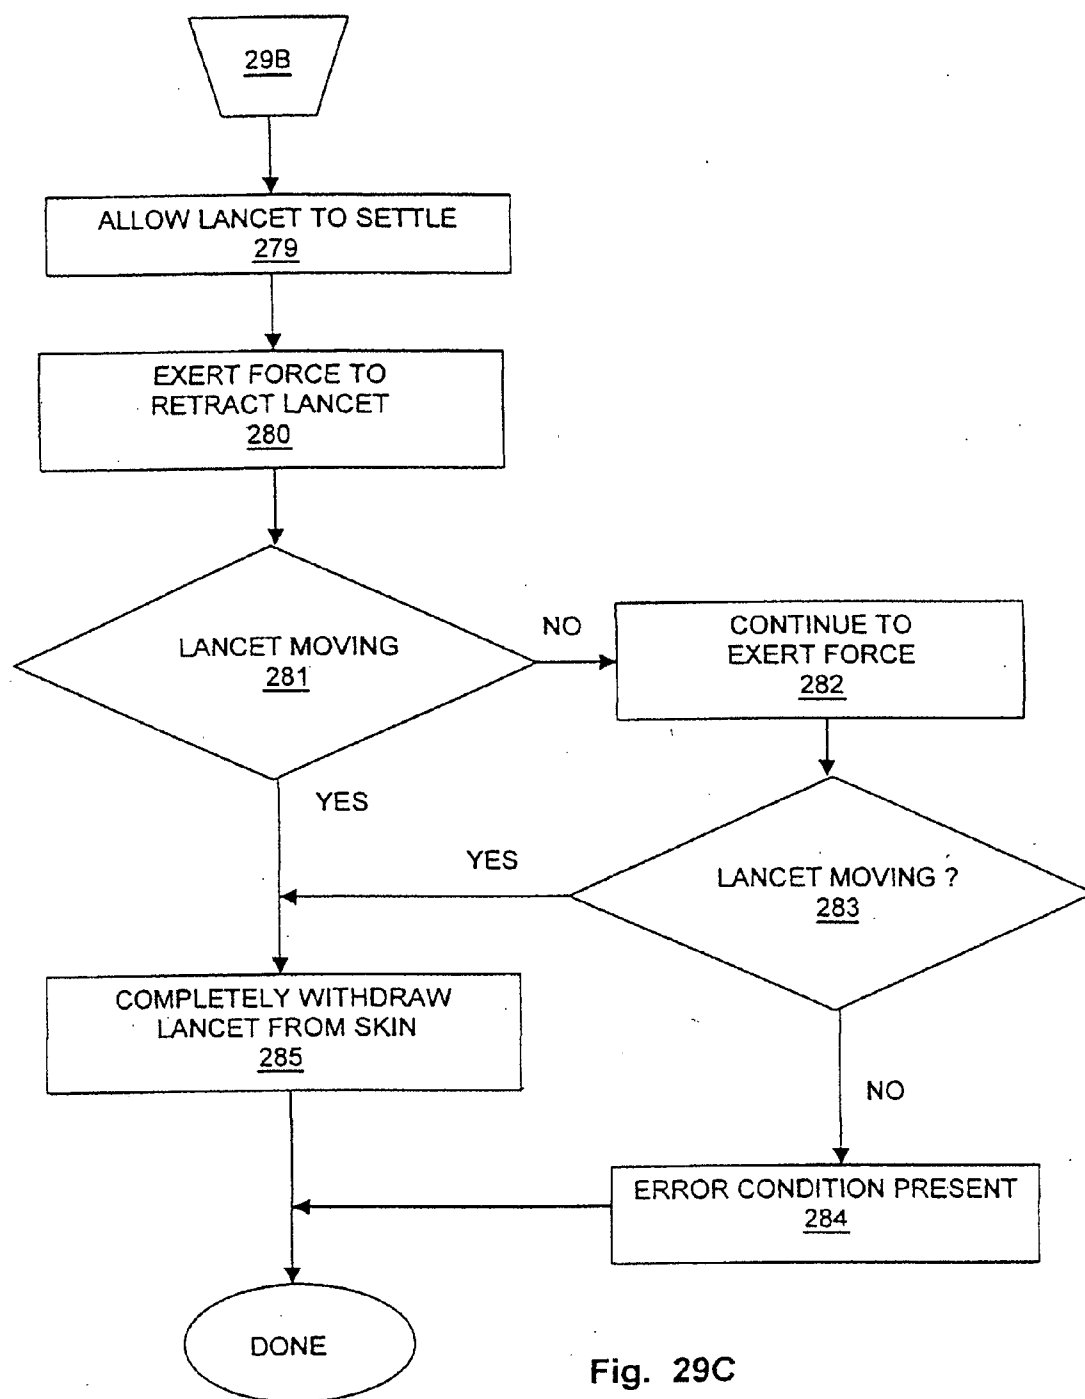 29B
ALLOW LANCET TO SETTLE
279
EXERT FORCE TO
RETRACT LANCET
280
LANCET MOVING
281
NO
CONTINUE TO
EXERT FORCE
282
YES
YES
LANCET MOVING ?
283
COMPLETELY WITHDRAW
LANCET FROM SKIN
285
NO
ERROR CONDITION PRESENT
284
DONE
Fig. 29C